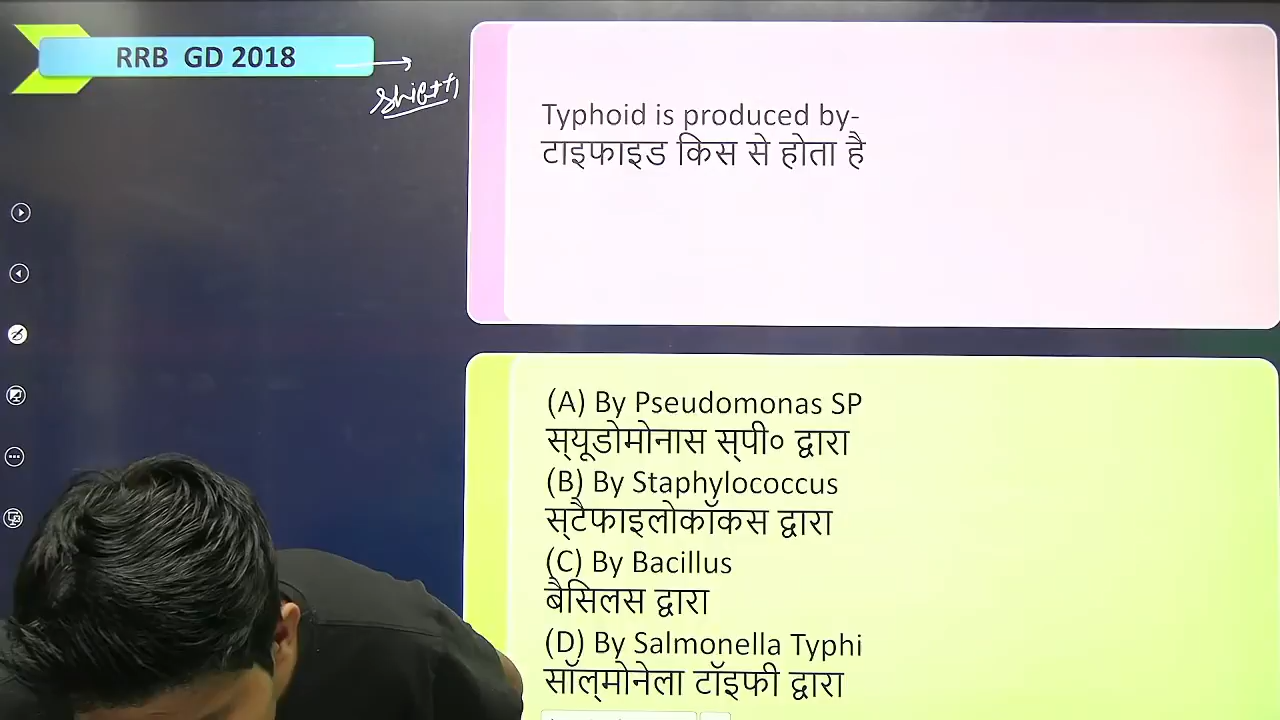 RRB GD 2018
Typhoid is produced by-
टाइफाइड किस से होता है
(A) By Pseudomonas SP
स्यूडोमोनास स्पी० द्वारा
(B) By Staphylococcus
स्टैफाइलोकॉकस द्वारा
(C) By Bacillus
बैसिलस द्वारा
(D) By Salmonella Typhi
सॉल्मोनेला टॉइफी द्वारा